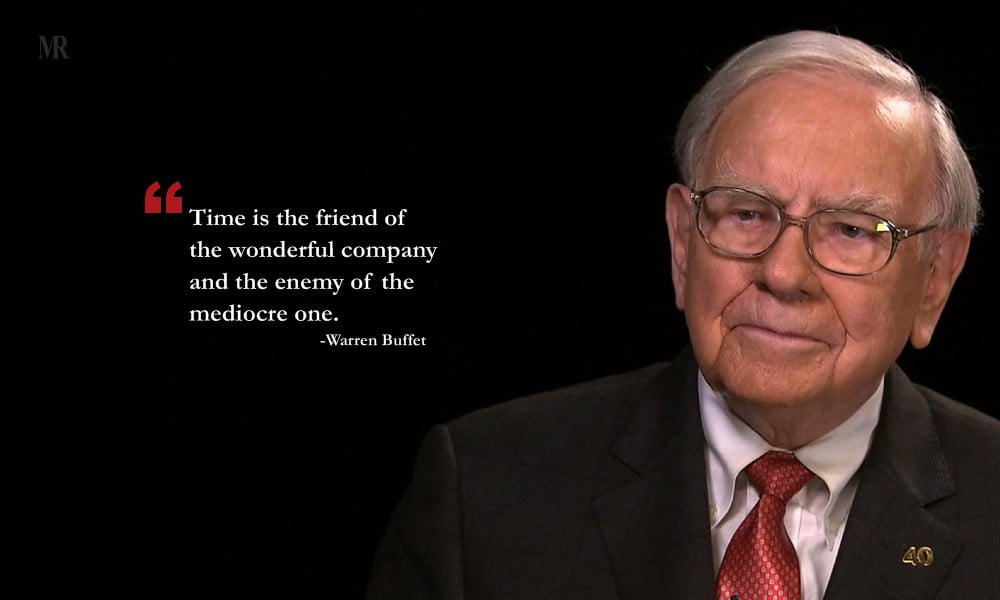 MR
“
Time is the friend of
the wonderful company
and the enemy of the
mediocre one.
-Warren Buffet
40